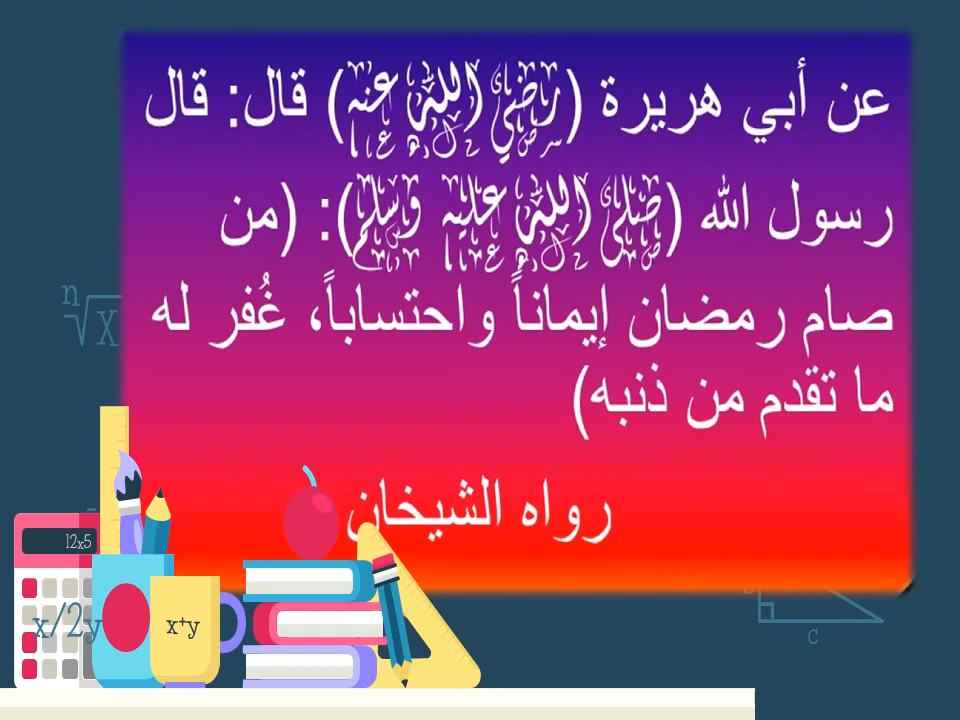 عن أبي هريرة (رضي الله عنه) قال: قال
رسول الله (صلى الله عليه وسلم): (من
صام رمضان إيماناً واحتساباً، غُفر له
ما تقدم من ذنبه)
رواه الشيخان
n
√X
12x5
x/2y
x+y
c